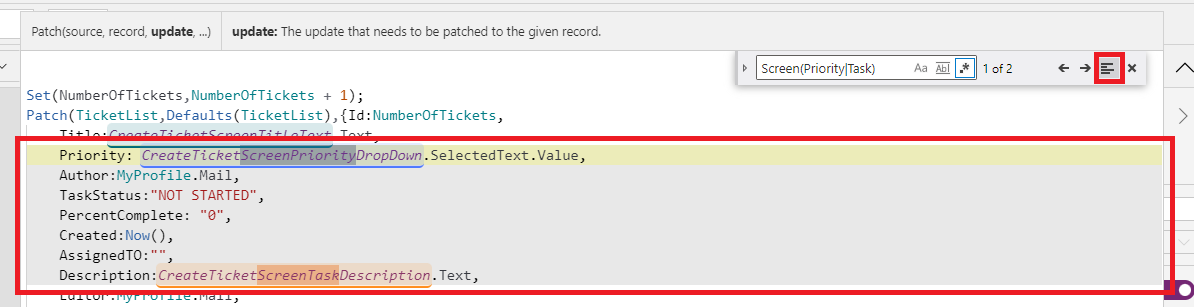 Patch(source, record, update, ...) update: The update that needs to be patched to the given record.
Screen(Priority|Task) Aa Abl .* 1 of 2
Set(NumberOfTickets,NumberOfTickets + 1);
Patch(TicketList,Defaults(TicketList),{Id:NumberOfTickets,
Title:CreateTicketScreenTitleText.Text,
Priority: CreateTicketScreenPriorityDropDown.SelectedText.Value,
Author:MyProfile.Mail,
TaskStatus:"NOT STARTED",
PercentComplete: "0",
Created:Now(),
AssignedTO:"",
Description:CreateTicketScreenTaskDescription.Text,
Editor:MyProfile.Mail,